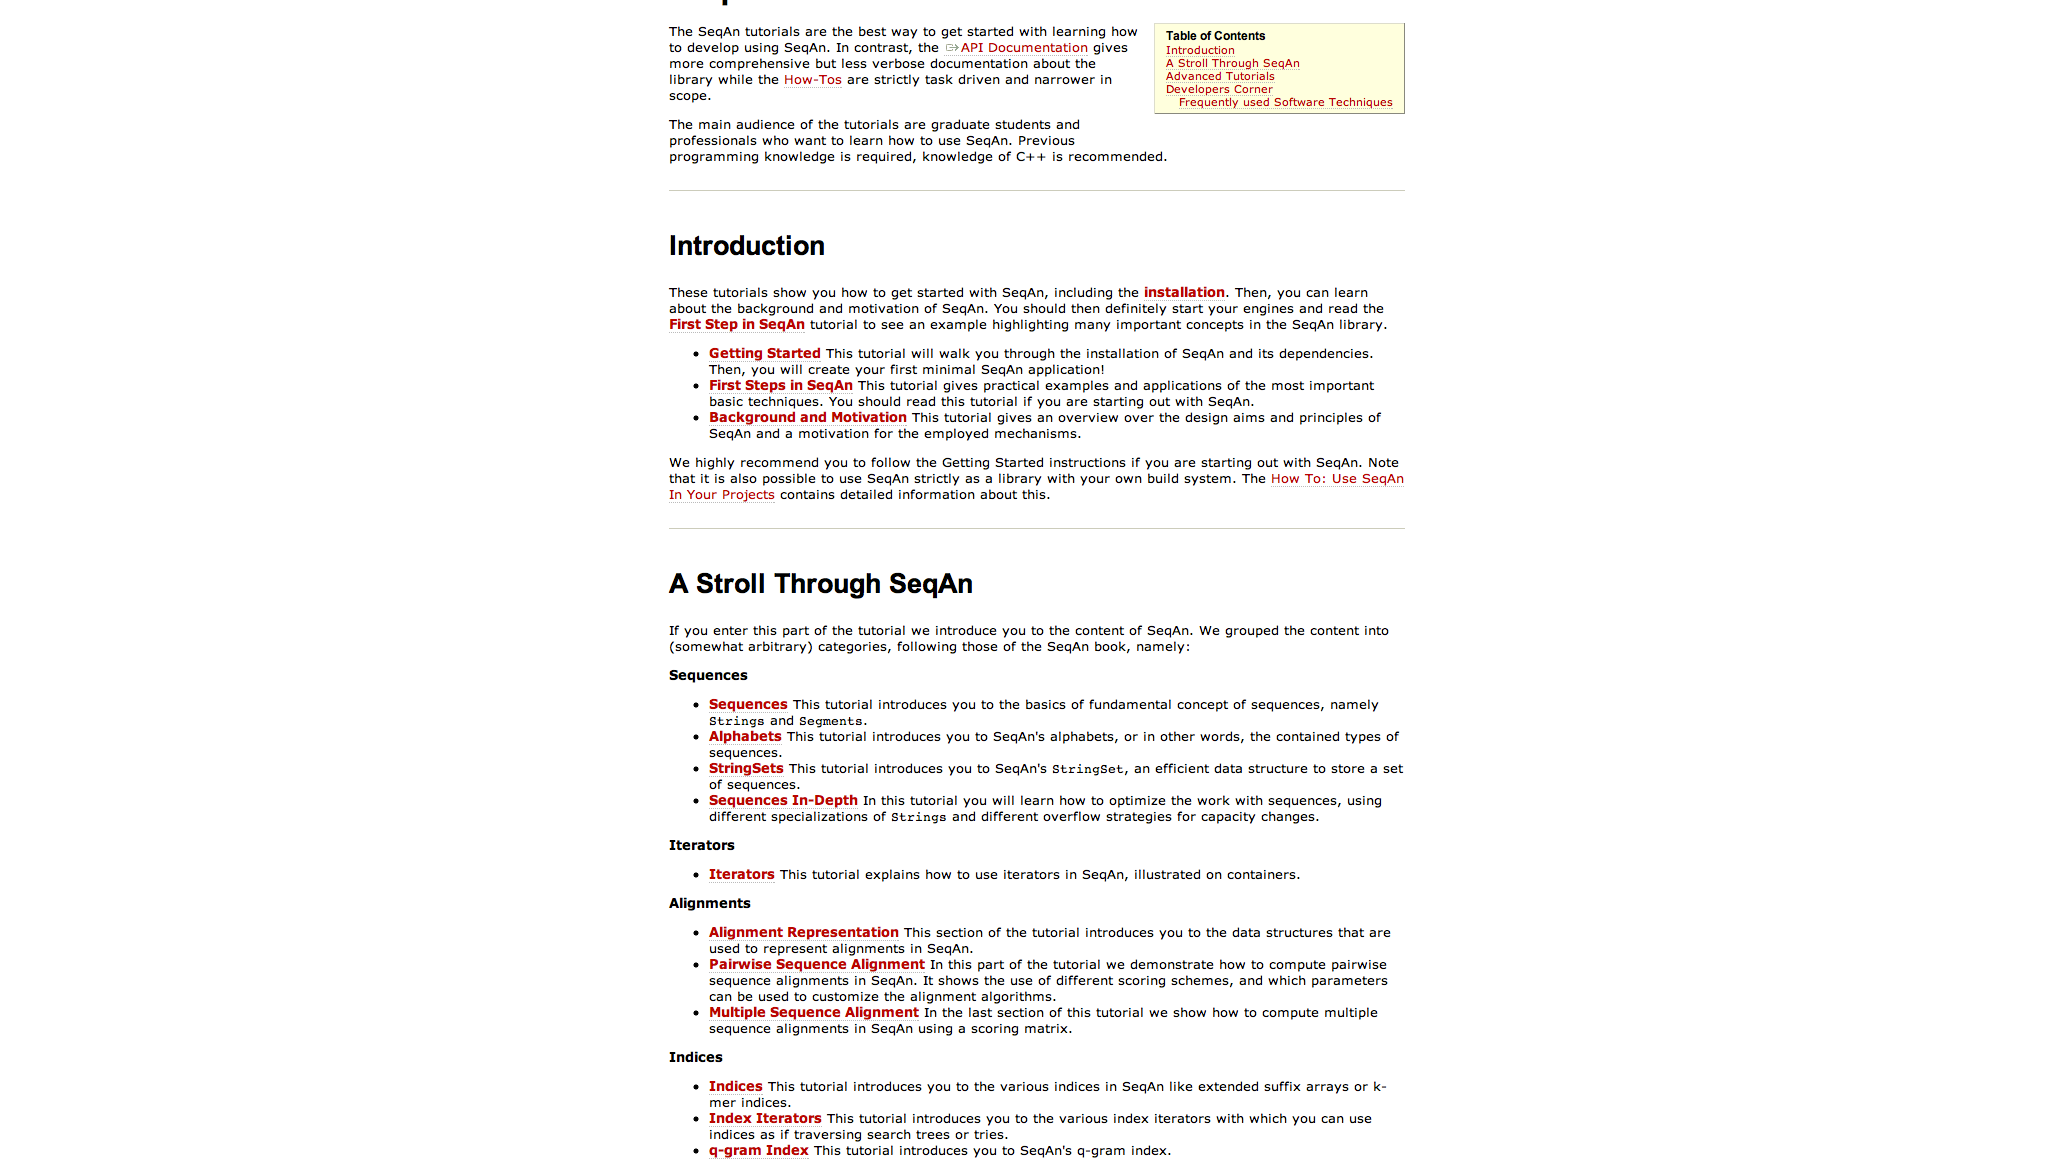 The SeqAn tutorials are the best way to get started with learning how
to develop using SeqAn. In contrast, the API Documentation gives
more comprehensive but less verbose documentation about the
library while the How-Tos are strictly task driven and narrower in
scope.
The main audience of the tutorials are graduate students and
professionals who want to learn how to use SeqAn. Previous
programming knowledge is required, knowledge of C++ is recommended.
Table of Contents
Introduction
A Stroll Through SeqAn
Advanced Tutorials
Developers Corner
Frequently used Software Techniques
Introduction
These tutorials show you how to get started with SeqAn, including the installation. Then, you can learn
about the background and motivation of SeqAn. You should then definitely start your engines and read the
First Step in SeqAn tutorial to see an example highlighting many important concepts in the SeqAn library.
• Getting Started This tutorial will walk you through the installation of SeqAn and its dependencies.
Then, you will create your first minimal SeqAn application!
• First Steps in SeqAn This tutorial gives practical examples and applications of the most important
basic techniques. You should read this tutorial if you are starting out with SeqAn.
• Background and Motivation This tutorial gives an overview over the design aims and principles of
SeqAn and a motivation for the employed mechanisms.
We highly recommend you to follow the Getting Started instructions if you are starting out with SeqAn. Note
that it is also possible to use SeqAn strictly as a library with your own build system. The How To: Use SeqAn
In Your Projects contains detailed information about this.
A Stroll Through SeqAn
If you enter this part of the tutorial we introduce you to the content of SeqAn. We grouped the content into
(somewhat arbitrary) categories, following those of the SeqAn book, namely:
Sequences
• Sequences This tutorial introduces you to the basics of fundamental concept of sequences, namely
Strings and Segments.
• Alphabets This tutorial introduces you to SeqAn's alphabets, or in other words, the contained types of
sequences.
• StringSets This tutorial introduces you to SeqAn's StringSet, an efficient data structure to store a set
of sequences.
• Sequences In-Depth In this tutorial you will learn how to optimize the work with sequences, using
different specializations of Strings and different overflow strategies for capacity changes.
Iterators
• Iterators This tutorial explains how to use iterators in SeqAn, illustrated on containers.
Alignments
• Alignment Representation This section of the tutorial introduces you to the data structures that are
used to represent alignments in SeqAn.
• Pairwise Sequence Alignment In this part of the tutorial we demonstrate how to compute pairwise
sequence alignments in SeqAn. It shows the use of different scoring schemes, and which parameters
can be used to customize the alignment algorithms.
• Multiple Sequence Alignment In the last section of this tutorial we show how to compute multiple
sequence alignments in SeqAn using a scoring matrix.
Indices
• Indices This tutorial introduces you to the various indices in SeqAn like extended suffix arrays or k-
mer indices.
• Index Iterators This tutorial introduces you to the various index iterators with which you can use
indices as if traversing search trees or tries.
• q-gram Index This tutorial introduces you to SeqAn's q-gram index.